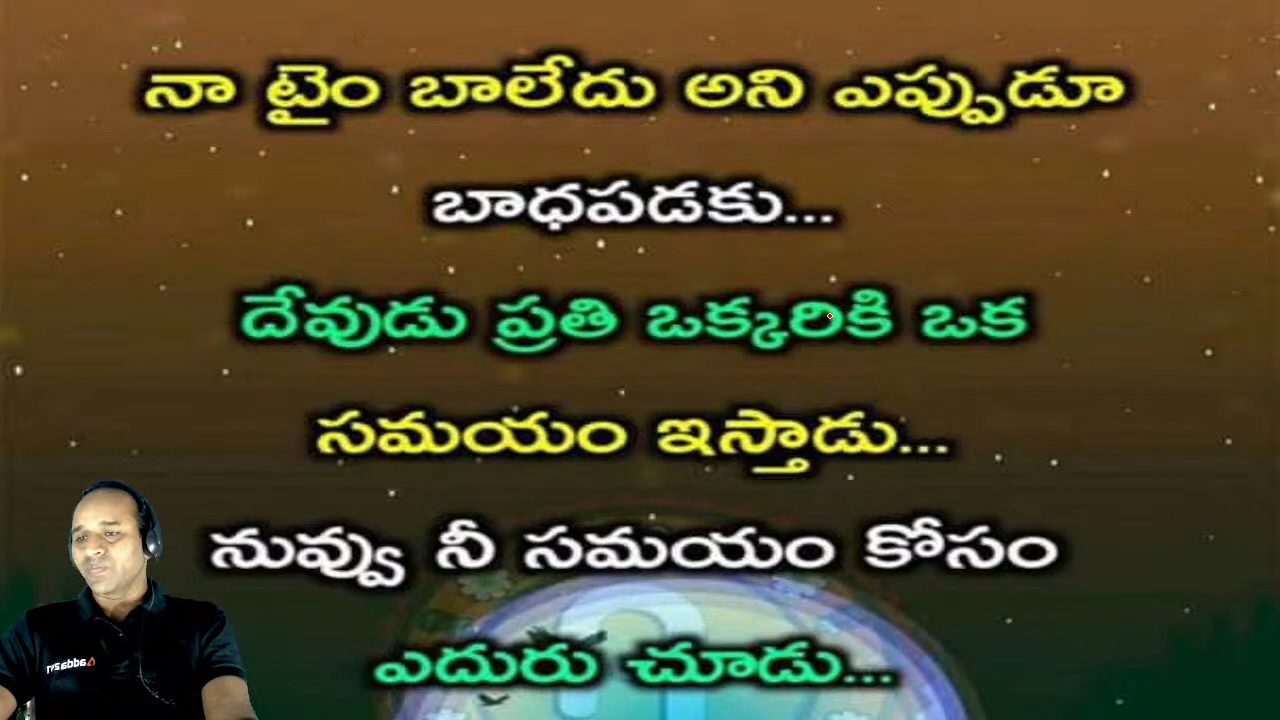 నా టైం బాలేదు అని ఎప్పుడూ
బాధపడకు...
దేవుడు ప్రతి ఒక్కరికి ఒక
సమయం ఇస్తాడు...
నువ్వు నీ సమయం కోసం
ఎదురు చూడు...